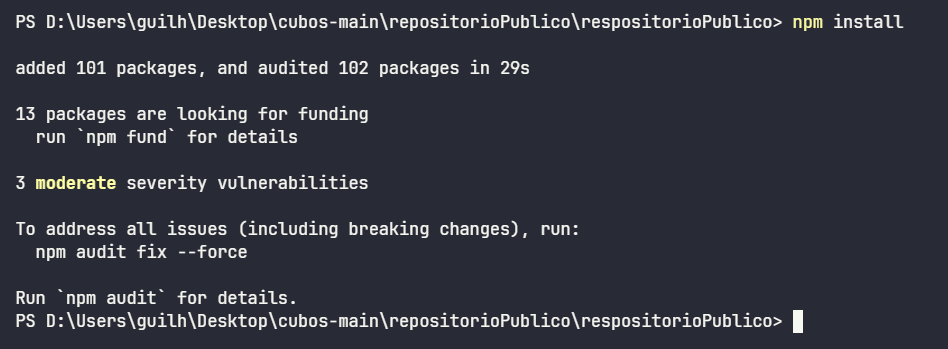 PS D:\Users\guilh\Desktop\cubos-main\repositorioPublico\respositorioPublico> npm install
added 101 packages, and audited 102 packages in 29s
13 packages are looking for funding
run `npm fund` for details
3 moderate severity vulnerabilities
To address all issues (including breaking changes), run:
npm audit fix --force
Run `npm audit` for details.
PS D:\Users\guilh\Desktop\cubos-main\repositorioPublico\respositorioPublico>